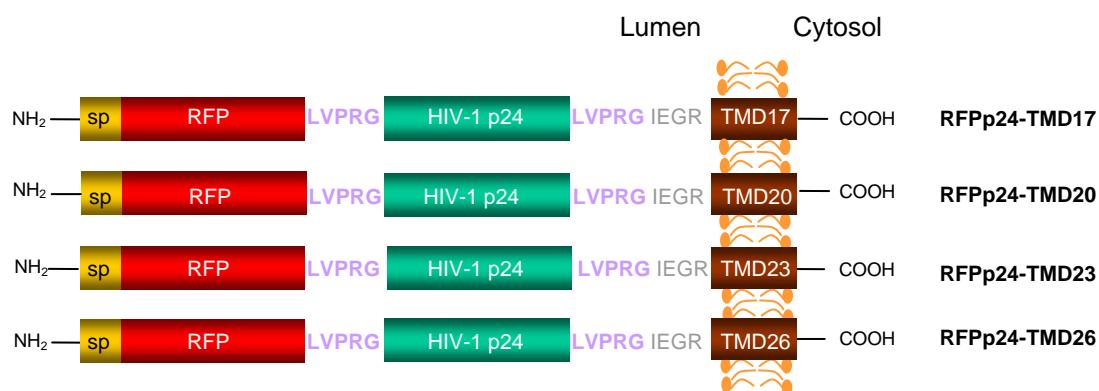 Lumen Cytosol
NH₂ sp RFP LVPRG HIV-1 p24 LVPRG IEGR TMD17 COOH RFPp24-TMD17
NH₂ sp RFP LVPRG HIV-1 p24 LVPRG IEGR TMD20 COOH RFPp24-TMD20
NH₂ sp RFP LVPRG HIV-1 p24 LVPRG IEGR TMD23 COOH RFPp24-TMD23
NH₂ sp RFP LVPRG HIV-1 p24 LVPRG IEGR TMD26 COOH RFPp24-TMD26